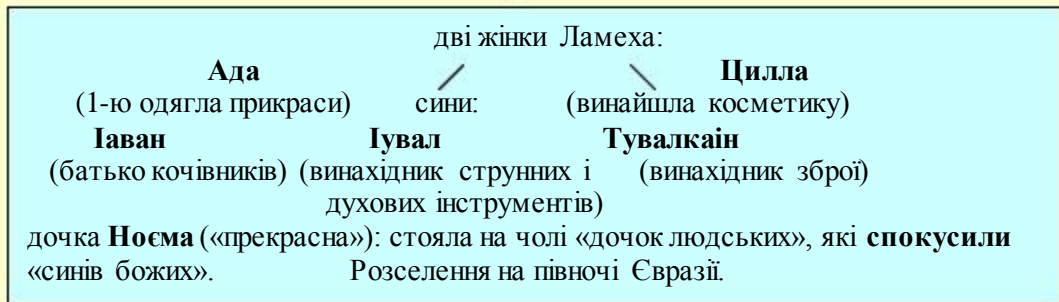 дві жінки Ламеха:
Ада Цилла
(1-ю одягла прикраси) сини: (винайшла косметику)
Іаван Іувал Тувалкаін
(батько кочівників) (винахідник струнних і (винахідник зброї)
духових інструментів)
дочка Ноєма («прекрасна»): стояла на чолі «дочок людських», які спокусили
«синів божих». Розселення на півночі Євразії.